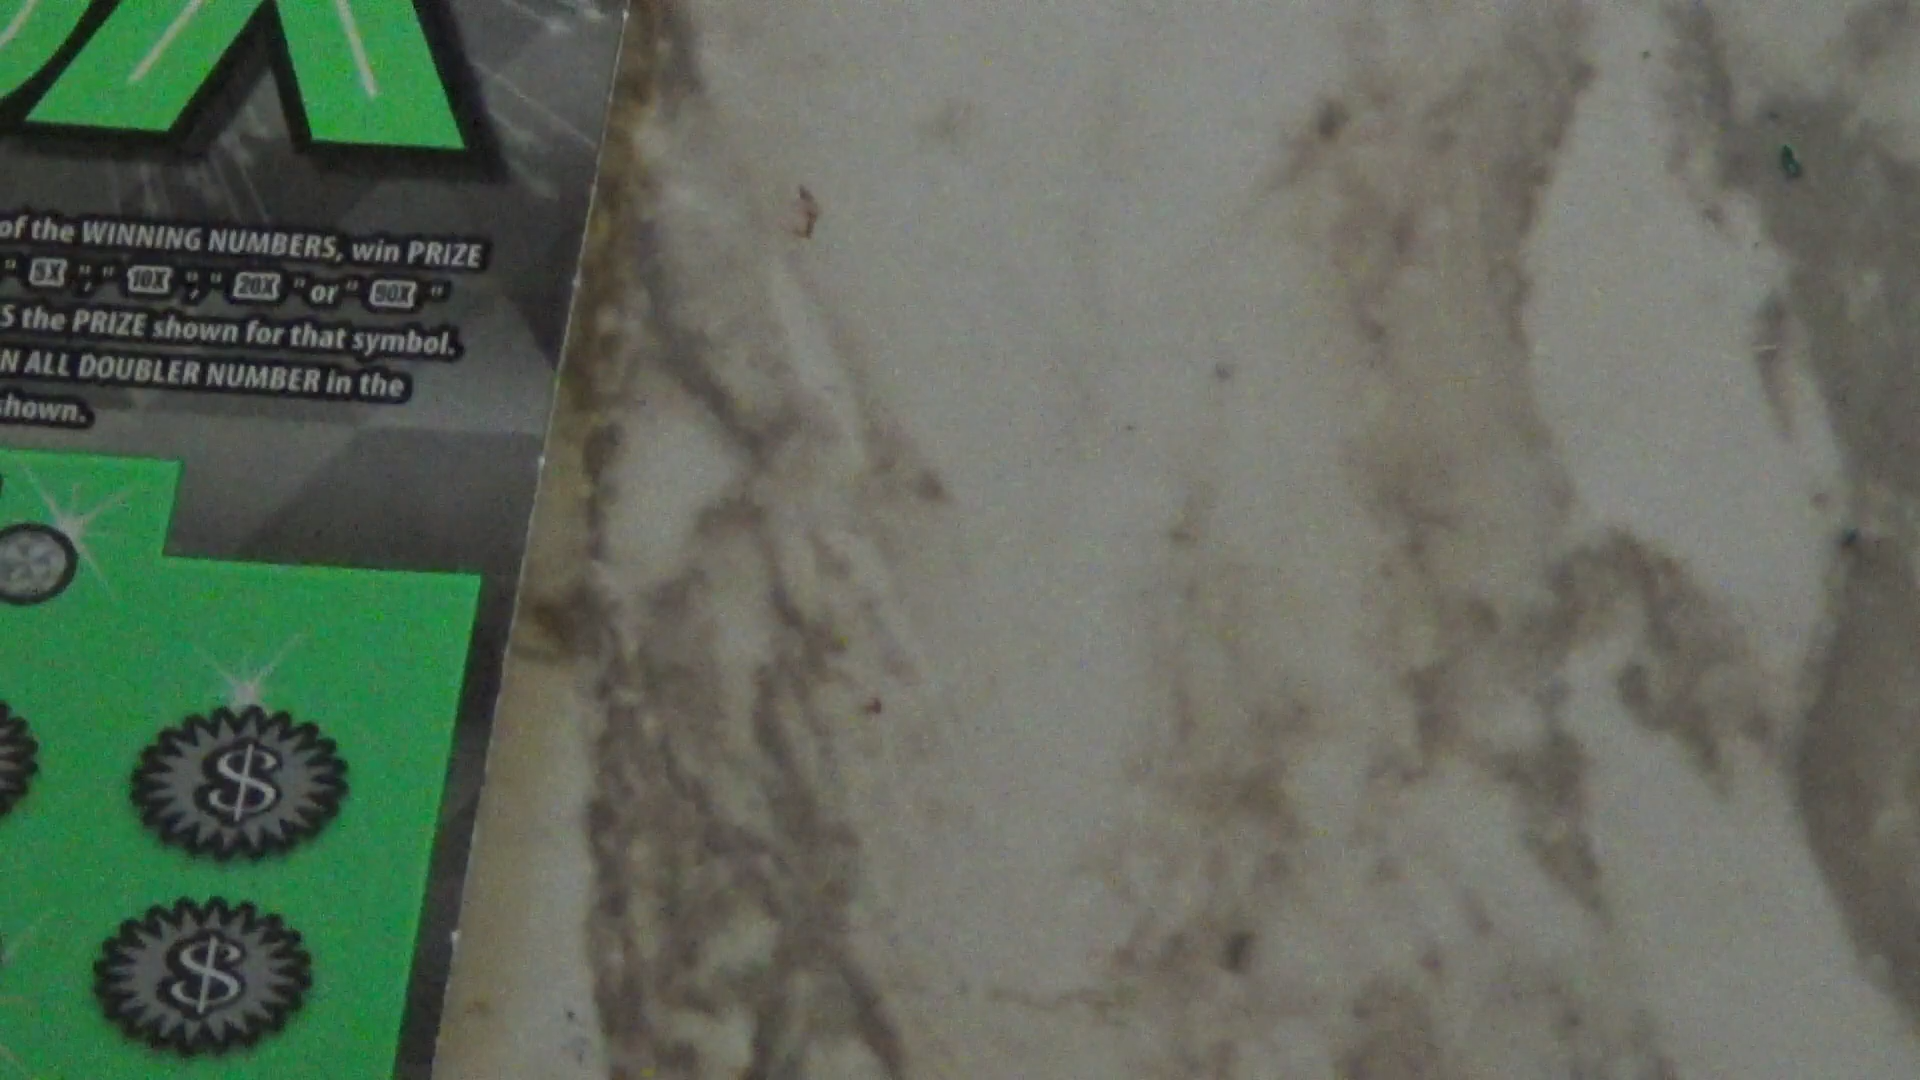 X
of the WINNING NUMBERS, win PRIZE
" 5X "," 10X "," 20X " or " 50X "
S the PRIZE shown for that symbol.
N ALL DOUBLER NUMBER in the
shown.
$
$